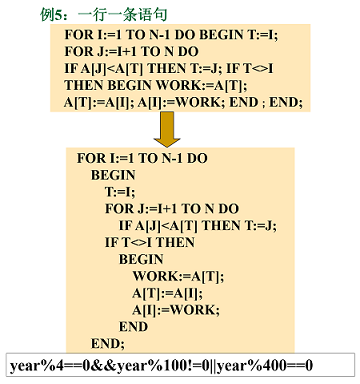 例5：一行一条语句
FOR I:=1 TO N-1 DO BEGIN T:=I;
FOR J:=I+1 TO N DO
IF A[J]<A[T] THEN T:=J; IF T<>I
THEN BEGIN WORK:=A[T];
A[T]:=A[I]; A[I]:=WORK; END ; END;
FOR I:=1 TO N-1 DO
BEGIN
T:=I;
FOR J:=I+1 TO N DO
IF A[J]<A[T] THEN T:=J;
IF T<>I THEN
BEGIN
WORK:=A[T];
A[T]:=A[I];
A[I]:=WORK;
END
END;
year%4==0&&year%100!=0||year%400==0